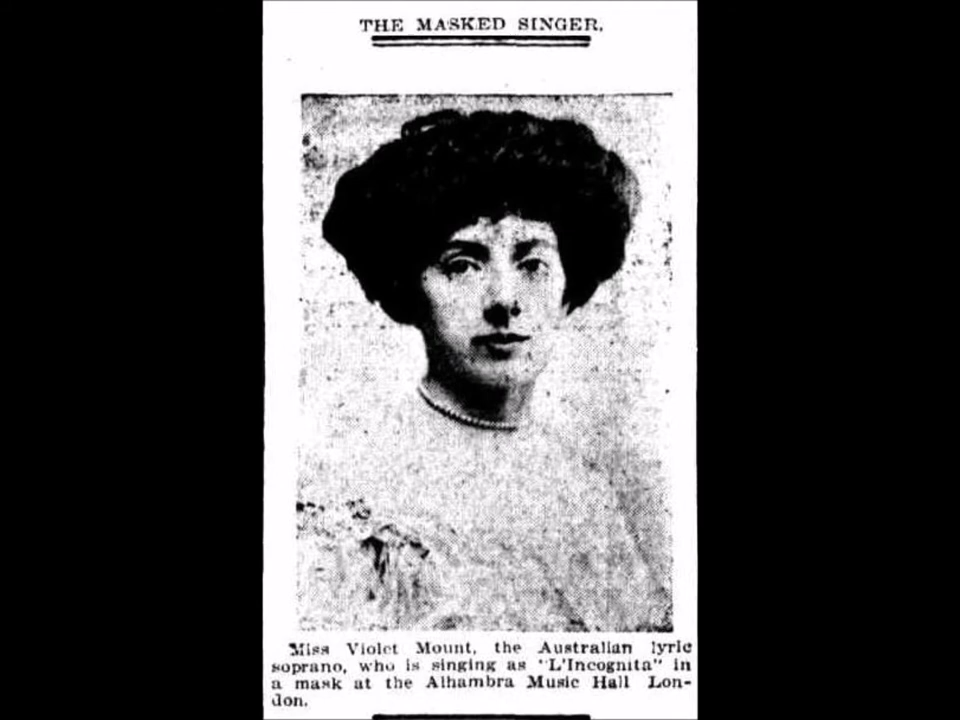 THE MASKED SINGER.
Miss Violet Mount, the Australian lyric
soprano, who is singing as "L'Incognita" in
a mask at the Alhambra Music Hall Lon-
don.